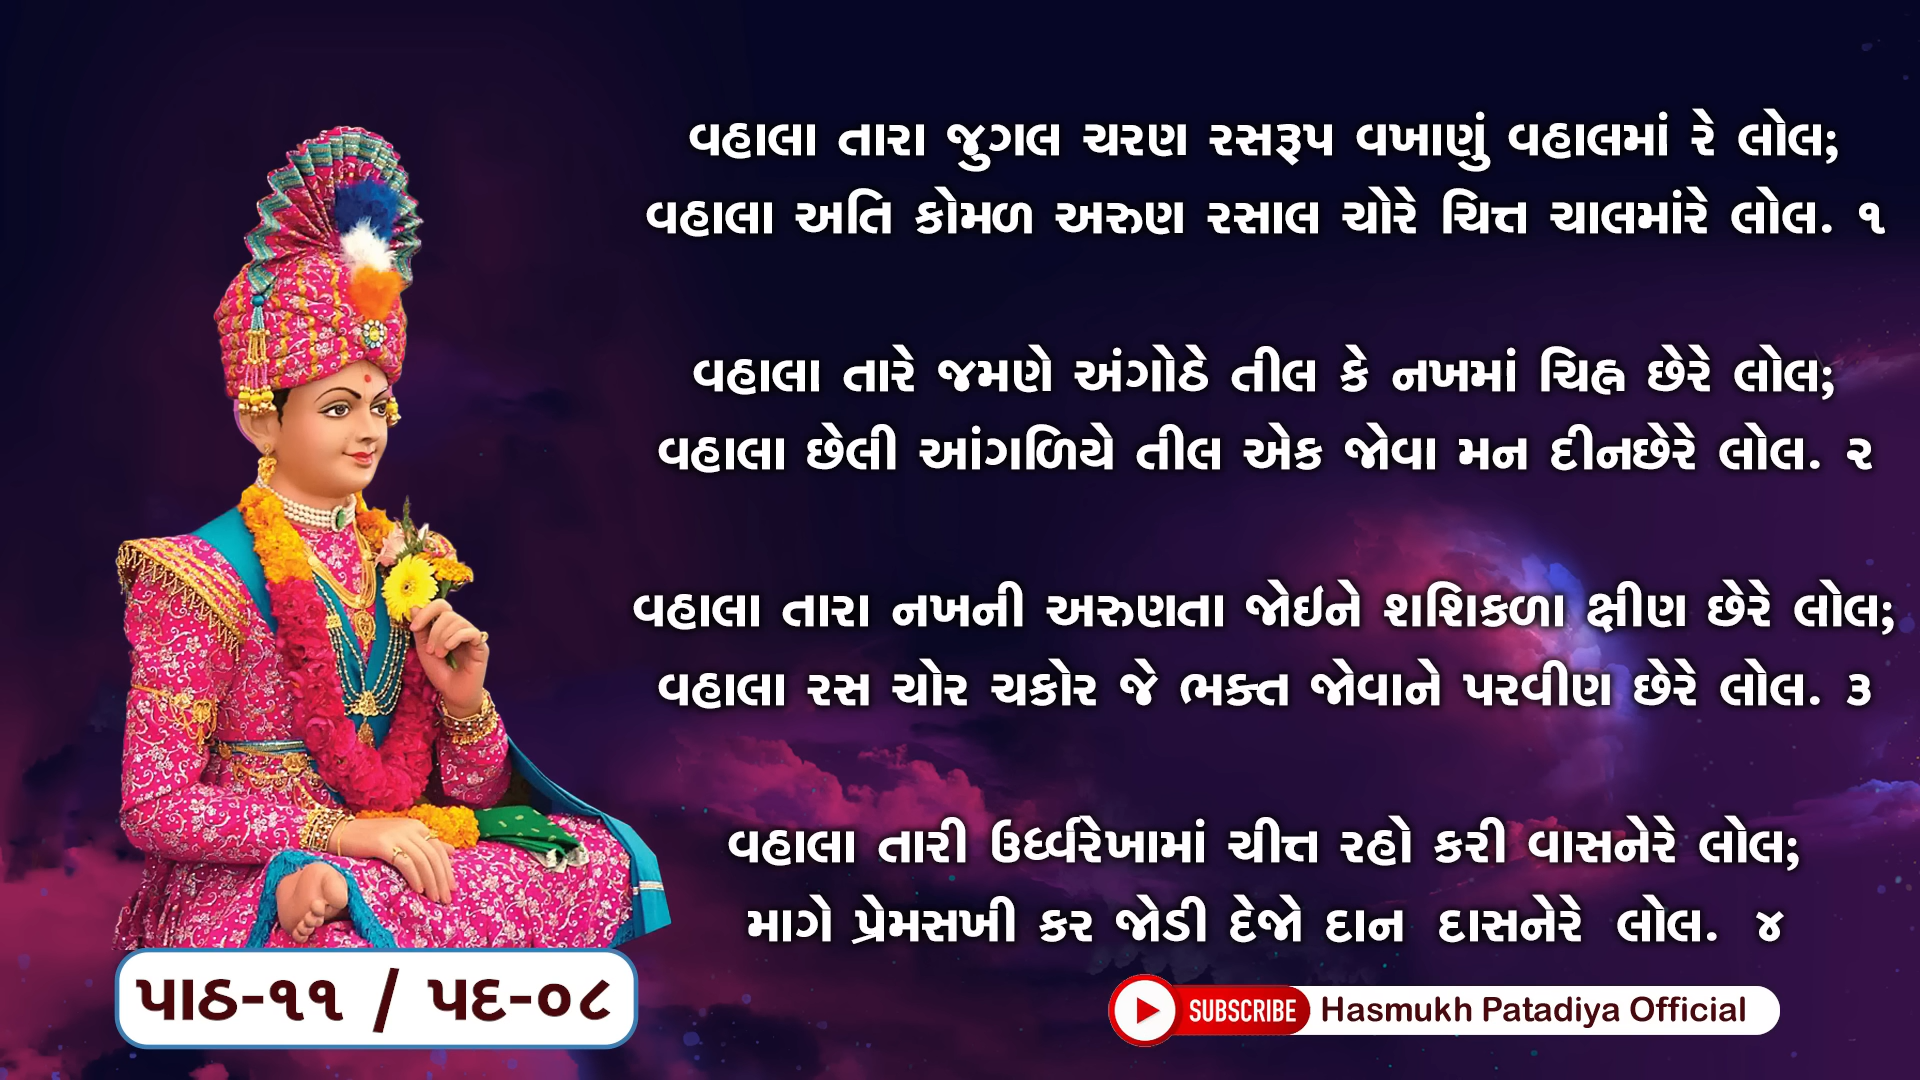 વહાલા તારા જુગલ ચરણ રસરૂપ વખાણું વહાલમાં રે લોલ;
વહાલા અતિ કોમળ અરુણ રસાલ ચોરે ચિત્ત ચાલમાંરે લોલ. ૧
વહાલા તારે જમણે અંગોઠે તીલ કે નખમાં ચિહ્ન છેરે લોલ;
વહાલા છેલી આંગળિયે તીલ એક જોવા મન દીનછેરે લોલ. ૨
વહાલા તારા નખની અરુણતા જોઇને શશિકળા ક્ષીણ છેરે લોલ;
વહાલા રસ ચોર ચકોર જે ભક્ત જોવાને પરવીણ છેરે લોલ. ૩
વહાલા તારી ઉર્ધ્વરેખામાં ચીત્ત રહો કરી વાસનેરે લોલ;
માગે પ્રેમસખી કર જોડી દેજો દાન દાસનેરે લોલ. ૪
પાઠ-૧૧ / પદ-૦૮
SUBSCRIBE Hasmukh Patadiya Official